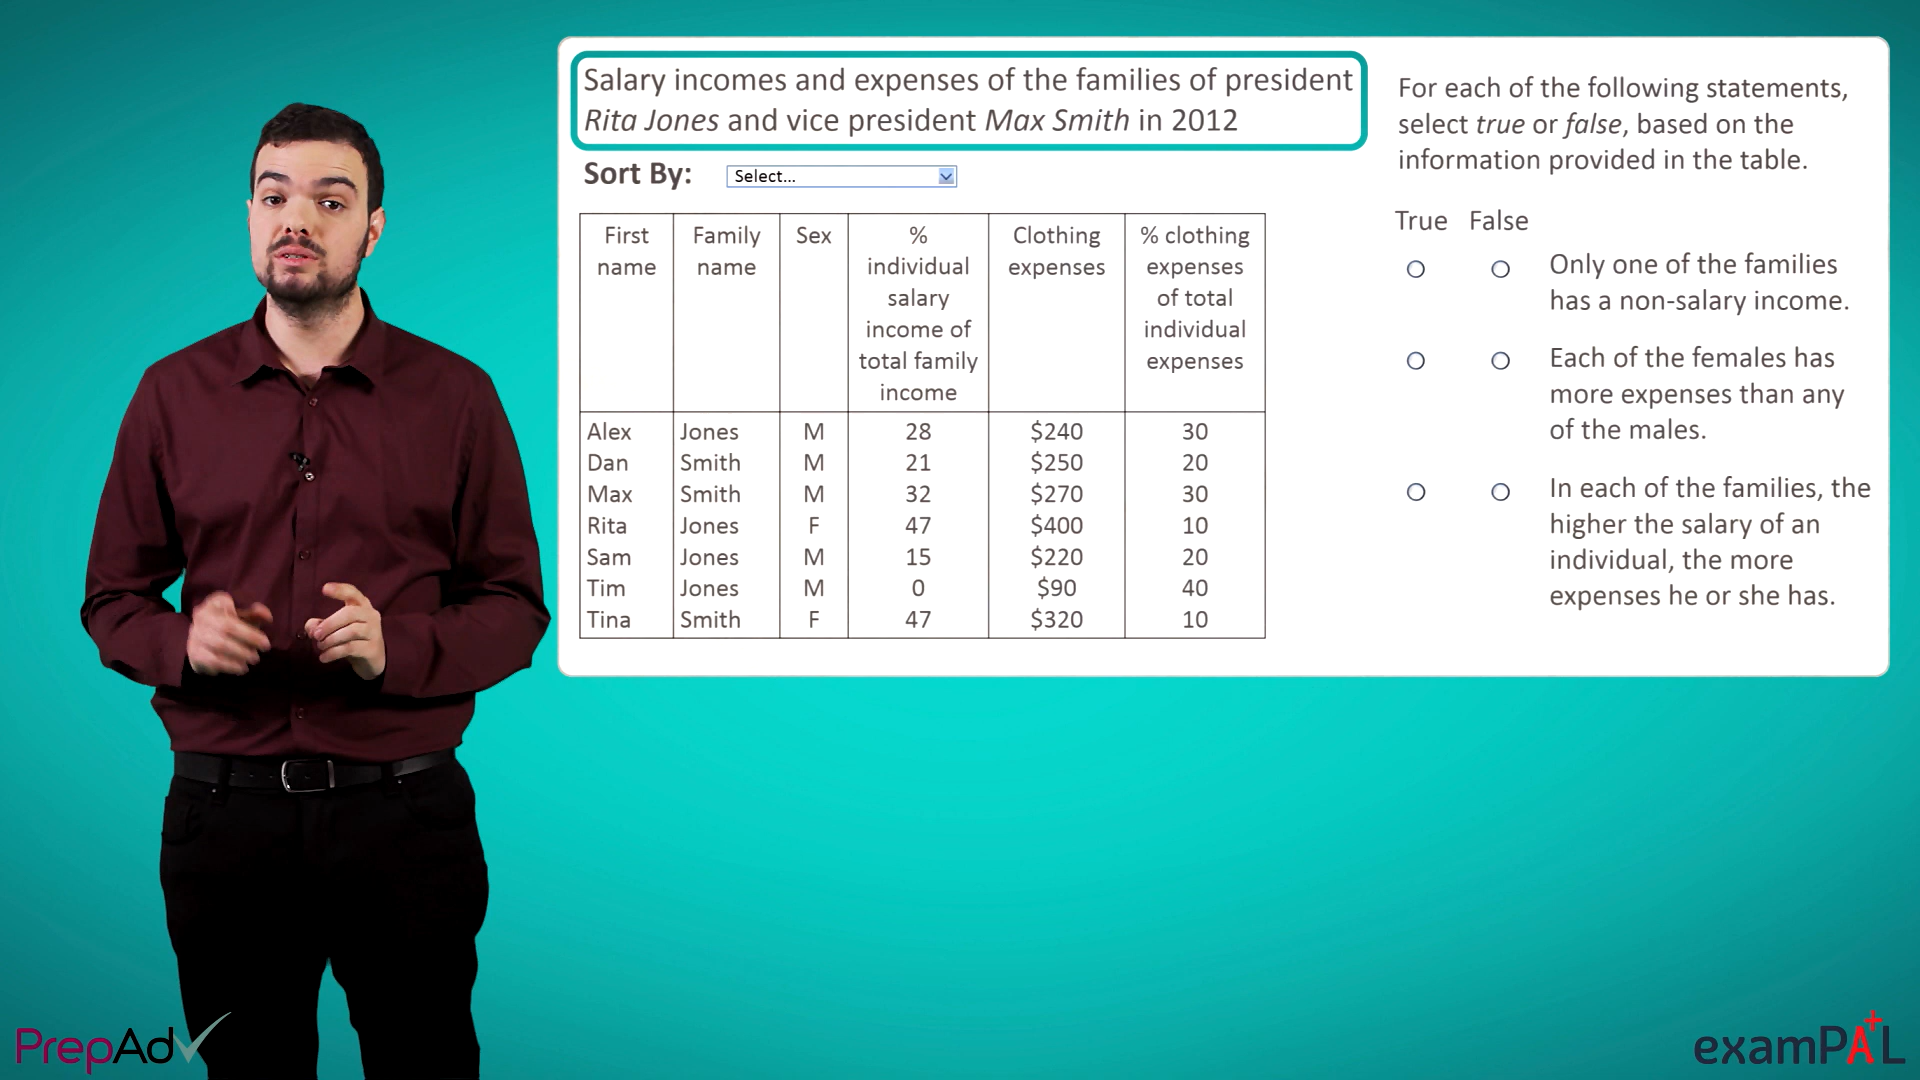 Salary incomes and expenses of the families of president
Rita Jones and vice president Max Smith in 2012
Sort By:
Select...
First name
Family name
Sex
% individual salary income of total family income
Clothing expenses
% clothing expenses of total individual expenses
Alex Jones M 28 $240 30
Dan Smith M 21 $250 20
Max Smith M 32 $270 30
Rita Jones F 47 $400 10
Sam Jones M 15 $220 20
Tim Jones M 0 $90 40
Tina Smith F 47 $320 10
For each of the following statements,
select true or false, based on the
information provided in the table.
True False
Only one of the families
has a non-salary income.
Each of the females has
more expenses than any
of the males.
In each of the families, the
higher the salary of an
individual, the more
expenses he or she has.
PrepAdv
examPAL